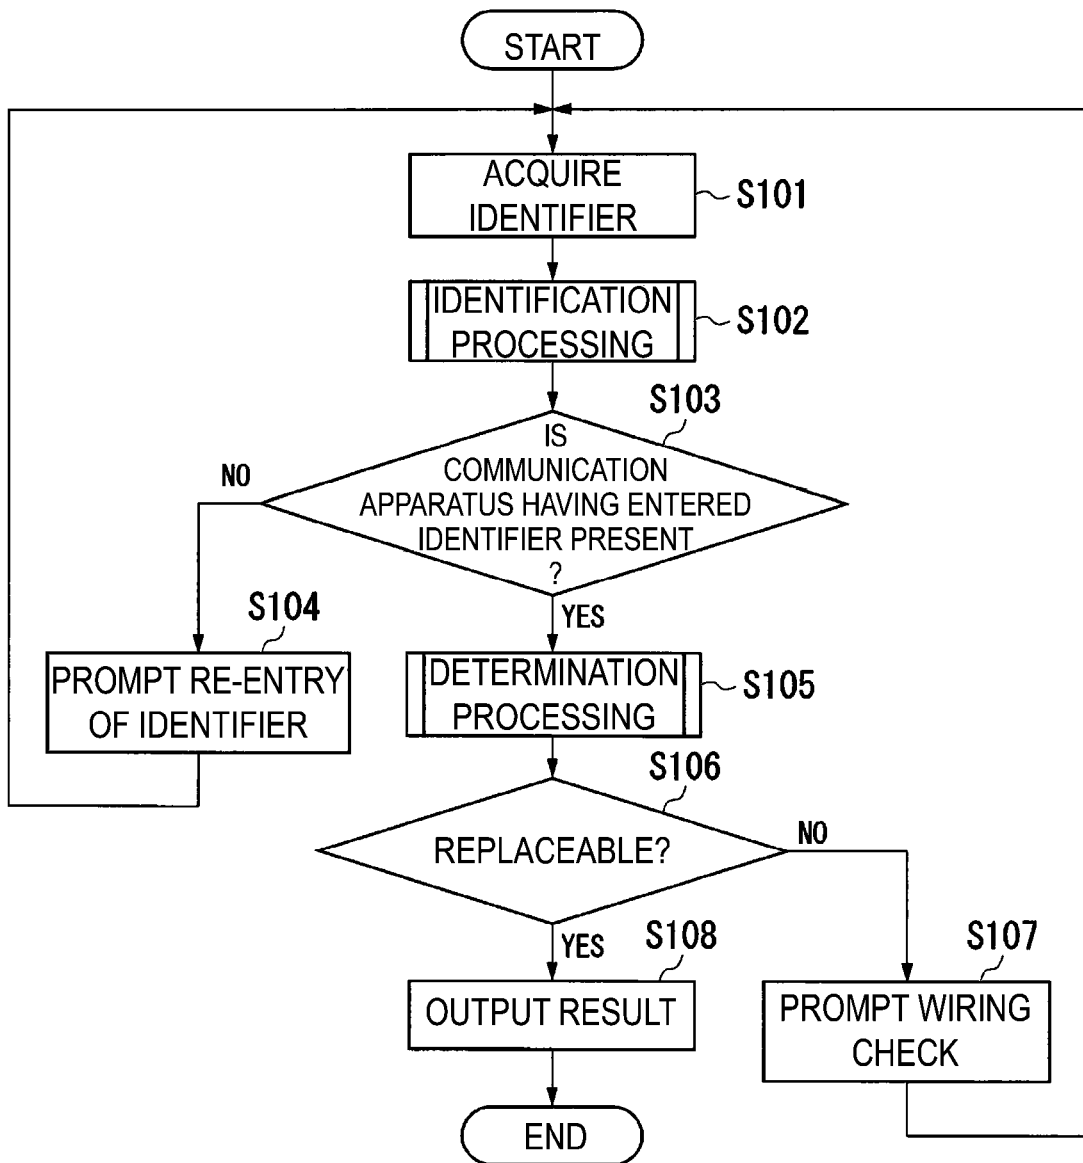 START
ACQUIRE
IDENTIFIER
S101
IDENTIFICATION
PROCESSING
S102
S103
IS
COMMUNICATION
APPARATUS HAVING ENTERED
IDENTIFIER PRESENT
?
NO
YES
S104
PROMPT RE-ENTRY
OF IDENTIFIER
DETERMINATION
PROCESSING
S105
S106
REPLACEABLE?
NO
YES
S108
OUTPUT RESULT
S107
PROMPT WIRING
CHECK
END